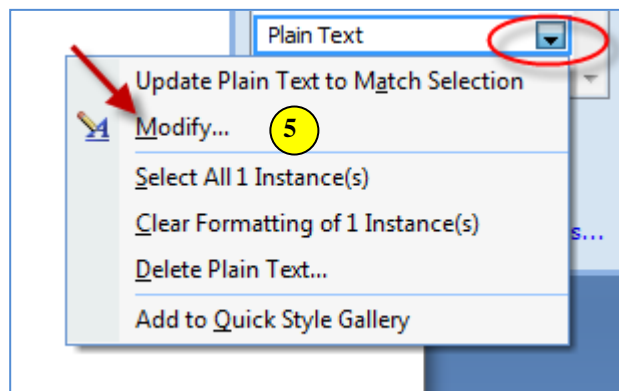 Plain Text
Update Plain Text to Match Selection
Modify...
5
Select All 1 Instance(s)
Clear Formatting of 1 Instance(s)
s...
Delete Plain Text...
Add to Quick Style Gallery